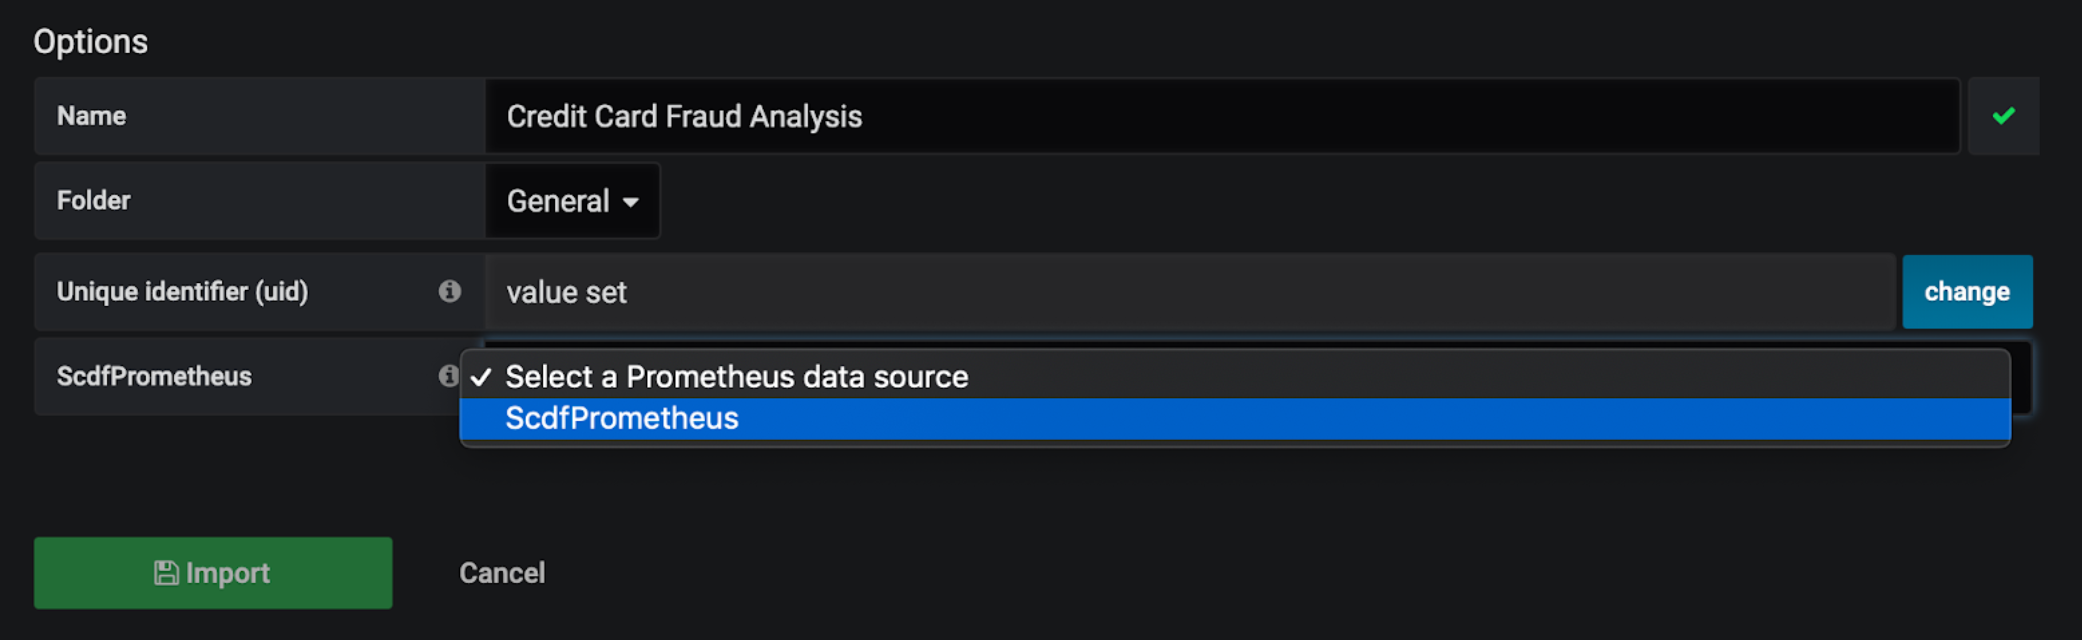 Options
Name Credit Card Fraud Analysis
Folder General
Unique identifier (uid) value set change
ScdfPrometheus Select a Prometheus data source
ScdfPrometheus
Import Cancel